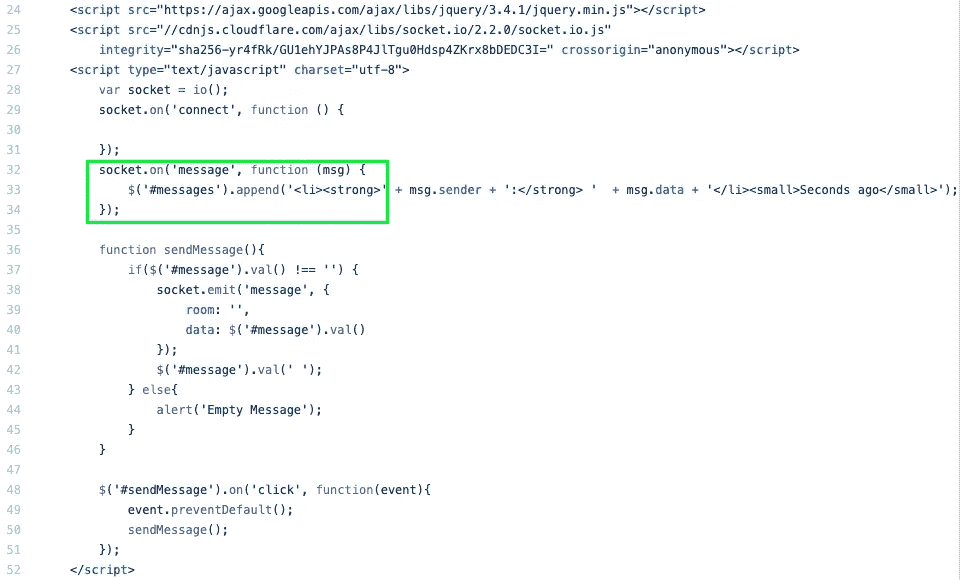 24 <script src="https://ajax.googleapis.com/ajax/libs/jquery/3.4.1/jquery.min.js"></script>
25 <script src="//cdnjs.cloudflare.com/ajax/libs/socket.io/2.2.0/socket.io.js"
26 integrity="sha256-yr4fRk/GU1ehYJPAs8P4JlTgu0Hdsp4ZKrx8bDEDC3I=" crossorigin="anonymous"></script>
27 <script type="text/javascript" charset="utf-8">
28 var socket = io();
29 socket.on('connect', function () {
30
31 });
32 socket.on('message', function (msg) {
33 $('#messages').append('<li><strong>' + msg.sender + ':</strong> ' + msg.data + '</li><small>Seconds ago</small>');
34 });
35
36 function sendMessage(){
37 if($('#message').val() !== '') {
38 socket.emit('message', {
39 room: '',
40 data: $('#message').val()
41 });
42 $('#message').val(' ');
43 } else{
44 alert('Empty Message');
45 }
46 }
47
48 $('#sendMessage').on('click', function(event){
49 event.preventDefault();
50 sendMessage();
51 });
52 </script>